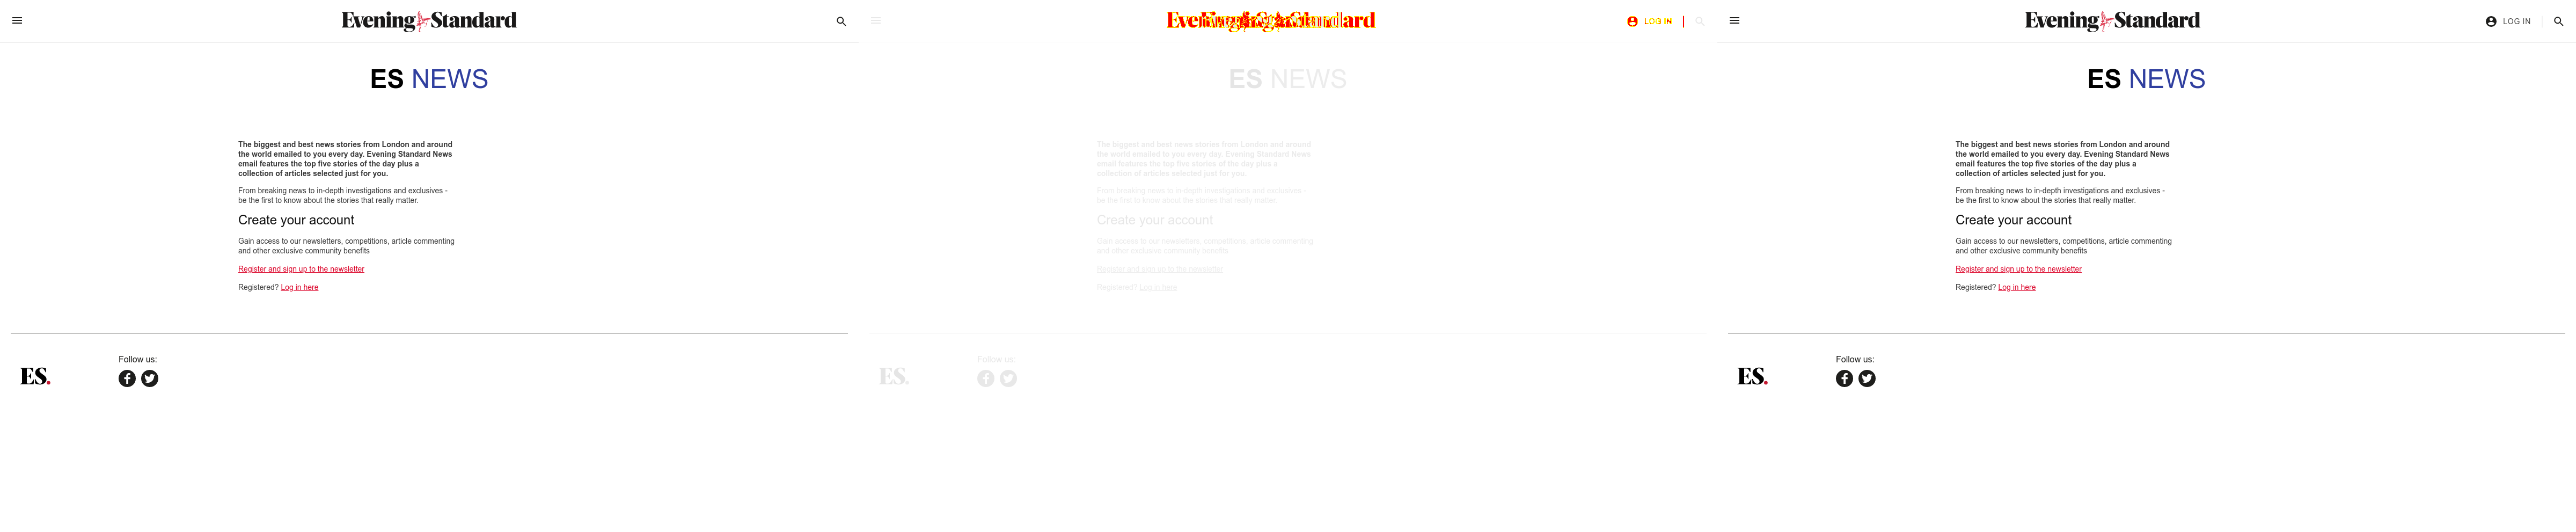 Evening Standard
ES NEWS
The biggest and best news stories from London and around
the world emailed to you every day. Evening Standard News
email features the top five stories of the day plus a
collection of articles selected just for you.
From breaking news to in-depth investigations and exclusives -
be the first to know about the stories that really matter.
Create your account
Gain access to our newsletters, competitions, article commenting
and other exclusive community benefits
Register and sign up to the newsletter
Registered? Log in here
ES.
Follow us:
Evening Standard
LOG IN
ES NEWS
The biggest and best news stories from London and around
the world emailed to you every day. Evening Standard News
email features the top five stories of the day plus a
collection of articles selected just for you.
From breaking news to in-depth investigations and exclusives -
be the first to know about the stories that really matter.
Create your account
Gain access to our newsletters, competitions, article commenting
and other exclusive community benefits
Register and sign up to the newsletter
Registered? Log in here
ES.
Follow us:
Evening Standard
LOG IN
ES NEWS
The biggest and best news stories from London and around
the world emailed to you every day. Evening Standard News
email features the top five stories of the day plus a
collection of articles selected just for you.
From breaking news to in-depth investigations and exclusives -
be the first to know about the stories that really matter.
Create your account
Gain access to our newsletters, competitions, article commenting
and other exclusive community benefits
Register and sign up to the newsletter
Registered? Log in here
ES.
Follow us: